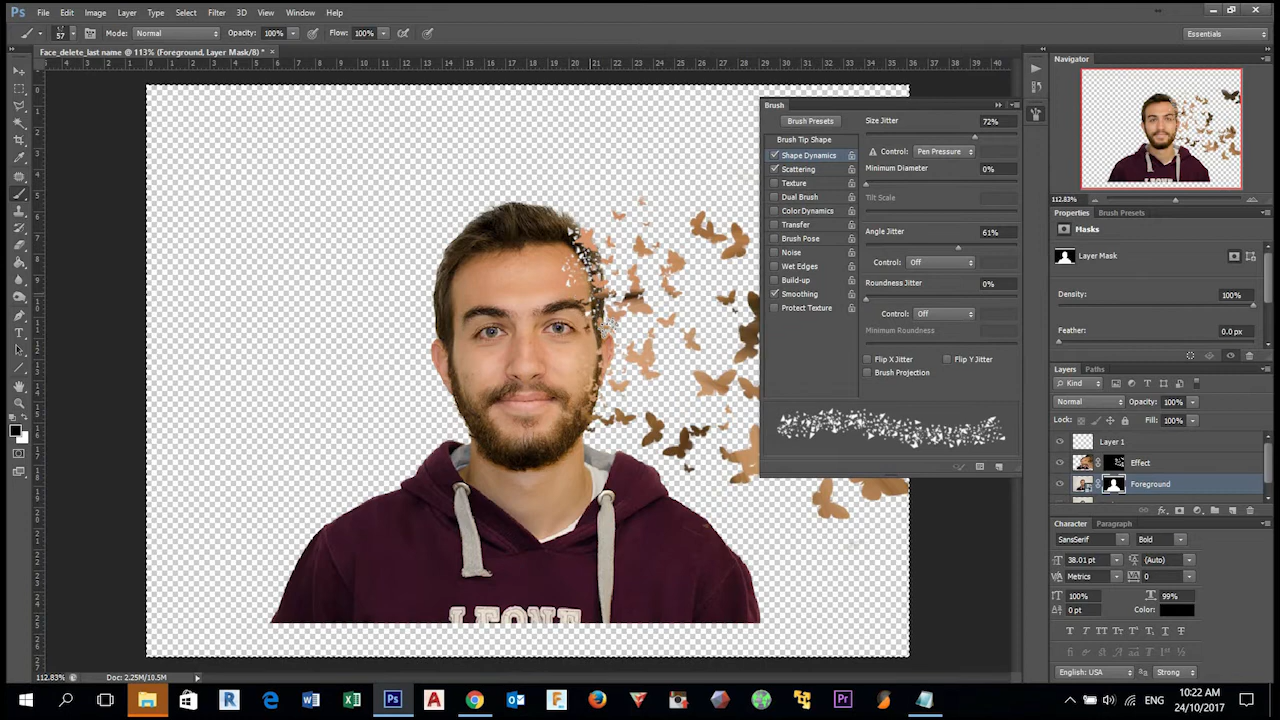 Ps File Edit Image Layer Type Select Filter 3D View Window Help
57 Mode: Normal Opacity: 100% Flow: 100% Essentials
Face_delete_last name @ 113% (Foreground, Layer Mask/8) * ×
Navigator
112.83%
Brush
Brush Presets
Brush Tip Shape
Shape Dynamics
Scattering
Texture
Dual Brush
Color Dynamics
Transfer
Brush Pose
Noise
Wet Edges
Build-up
Smoothing
Protect Texture
Size Jitter 72%
Control: Pen Pressure
Minimum Diameter 0%
Tilt Scale
Angle Jitter 61%
Control: Off
Roundness Jitter 0%
Control: Off
Minimum Roundness
Flip X Jitter Flip Y Jitter
Brush Projection
Properties Brush Presets
Masks
Layer Mask
Density: 100%
Feather: 0.0 px
Layers Paths
Kind
Normal Opacity: 100%
Lock: Fill: 100%
Layer 1
Effect
Foreground
Character Paragraph
SansSerif Bold
38.01 pt (Auto)
Metrics 0
100% 99%
0 pt Color:
English: USA Strong
LEONE
112.83% Doc: 2.25M/10.5M
ENG 10:22 AM
24/10/2017